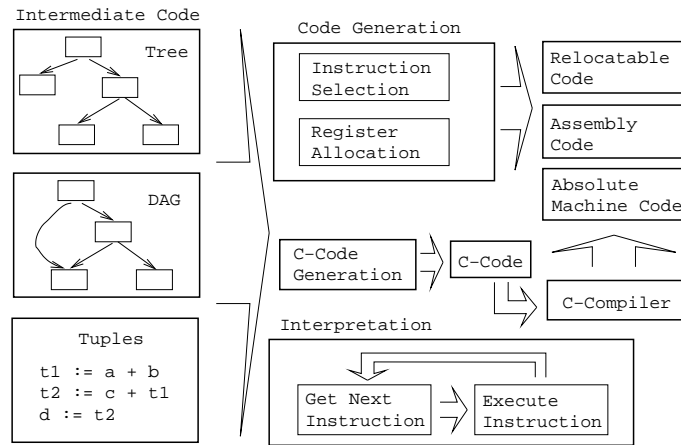 Intermediate Code
Tree
DAG
Tuples
t1 := a + b
t2 := c + t1
d := t2
Code Generation
Instruction
Selection
Register
Allocation
Relocatable
Code
Assembly
Code
Absolute
Machine Code
C-Code
Generation
C-Code
C-Compiler
Interpretation
Get Next
Instruction
Execute
Instruction